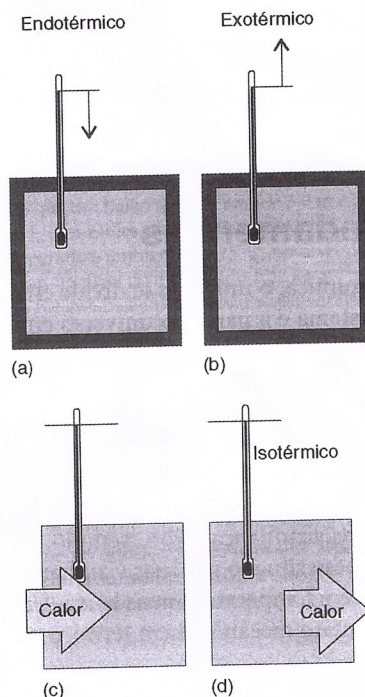 Endotérmico
Exotérmico
(a)
(b)
Isotérmico
Calor
Calor
(c)
(d)